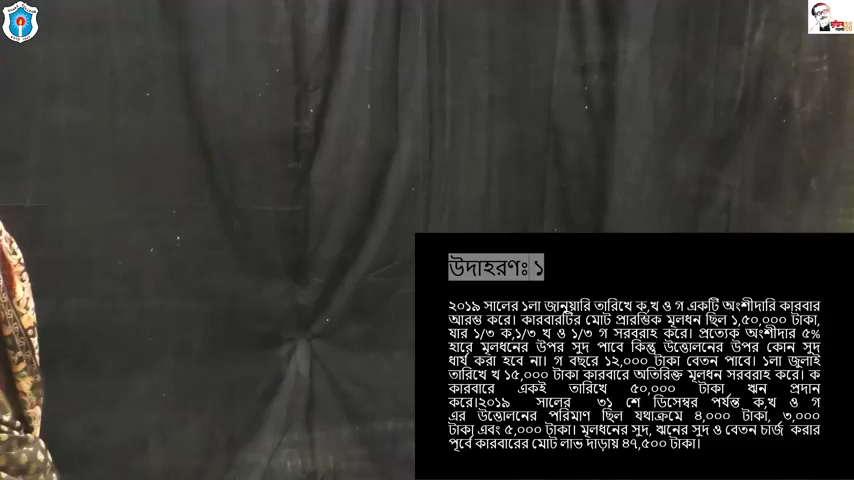 উদাহরণঃ ১
২০১৯ সালের ১লা জানুয়ারি তারিখে ক,খ ও গ একটি অংশীদারি কারবার
আরম্ভ করে। কারবারটির মোট প্রারম্ভিক মূলধন ছিল ১,৫০,০০০ টাকা,
যার ১/৩ ক,১/৩ খ ও ১/৩ গ সরবরাহ করে। প্রত্যেক অংশীদার ৫%
হারে মূলধনের উপর সুদ পাবে কিন্তু উত্তোলনের উপর কোন সুদ
ধার্য করা হবে না। গ বছরে ১২,০০০ টাকা বেতন পাবে। ১লা জুলাই
তারিখে খ ১৫,০০০ টাকা কারবারে অতিরিক্ত মূলধন সরবরাহ করে। ক
কারবারে একই তারিখে ৫০,০০০ টাকা ঋন প্রদান
করে।২০১৯ সালের ৩১ শে ডিসেম্বর পর্যন্ত ক,খ ও গ
এর উত্তোলনের পরিমাণ ছিল যথাক্রমে ৪,০০০ টাকা, ৩,০০০
টাকা এবং ৫,০০০ টাকা। মূলধনের সুদ, ঋনের সুদ ও বেতন চার্জ করার
পূর্বে কারবারের মোট লাভ দাড়ায় ৪৭,৫০০ টাকা।